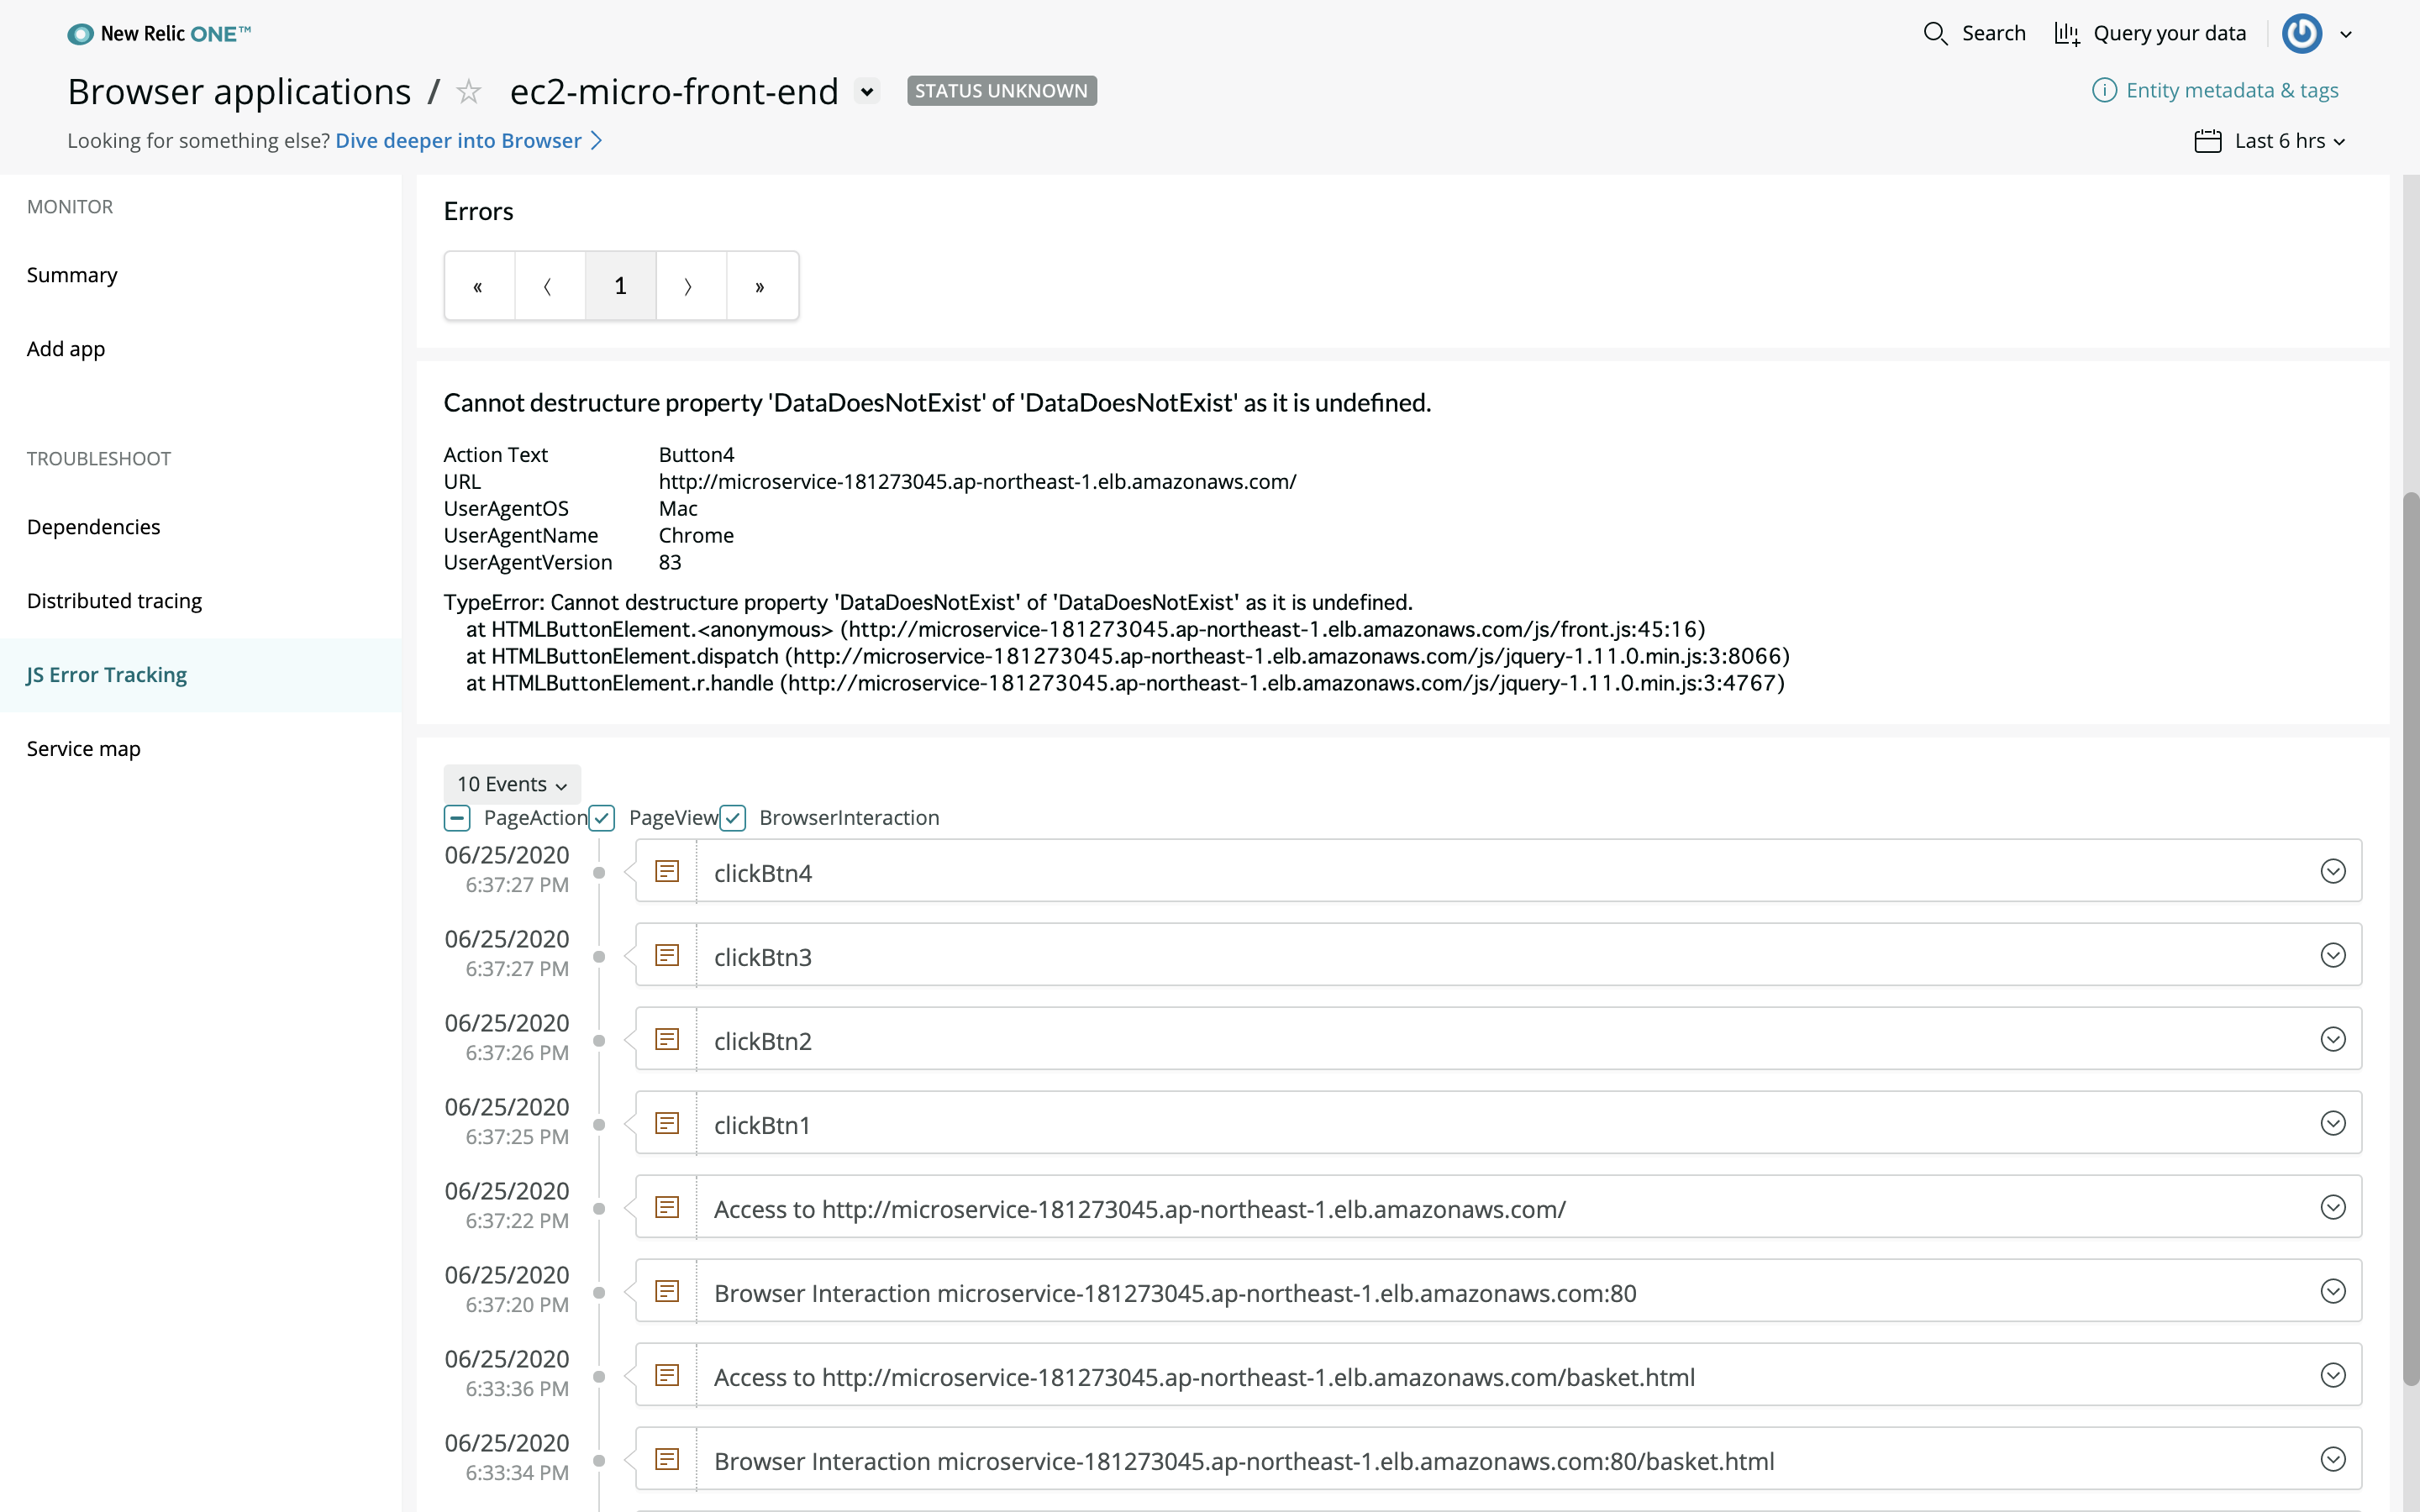 New Relic ONE™
Search
Query your data
Browser applications / ec2-micro-front-end
STATUS UNKNOWN
Entity metadata & tags
Looking for something else? Dive deeper into Browser
Last 6 hrs
MONITOR
Summary
Add app
TROUBLESHOOT
Dependencies
Distributed tracing
JS Error Tracking
Service map
Errors
« 〈 1 〉 »
Cannot destructure property 'DataDoesNotExist' of 'DataDoesNotExist' as it is undefined.
Action Text Button4
URL http://microservice-181273045.ap-northeast-1.elb.amazonaws.com/
UserAgentOS Mac
UserAgentName Chrome
UserAgentVersion 83
TypeError: Cannot destructure property 'DataDoesNotExist' of 'DataDoesNotExist' as it is undefined.
at HTMLButtonElement.<anonymous> (http://microservice-181273045.ap-northeast-1.elb.amazonaws.com/js/front.js:45:16)
at HTMLButtonElement.dispatch (http://microservice-181273045.ap-northeast-1.elb.amazonaws.com/js/jquery-1.11.0.min.js:3:8066)
at HTMLButtonElement.r.handle (http://microservice-181273045.ap-northeast-1.elb.amazonaws.com/js/jquery-1.11.0.min.js:3:4767)
10 Events
PageAction PageView BrowserInteraction
06/25/2020
6:37:27 PM
clickBtn4
06/25/2020
6:37:27 PM
clickBtn3
06/25/2020
6:37:26 PM
clickBtn2
06/25/2020
6:37:25 PM
clickBtn1
06/25/2020
6:37:22 PM
Access to http://microservice-181273045.ap-northeast-1.elb.amazonaws.com/
06/25/2020
6:37:20 PM
Browser Interaction microservice-181273045.ap-northeast-1.elb.amazonaws.com:80
06/25/2020
6:33:36 PM
Access to http://microservice-181273045.ap-northeast-1.elb.amazonaws.com/basket.html
06/25/2020
6:33:34 PM
Browser Interaction microservice-181273045.ap-northeast-1.elb.amazonaws.com:80/basket.html